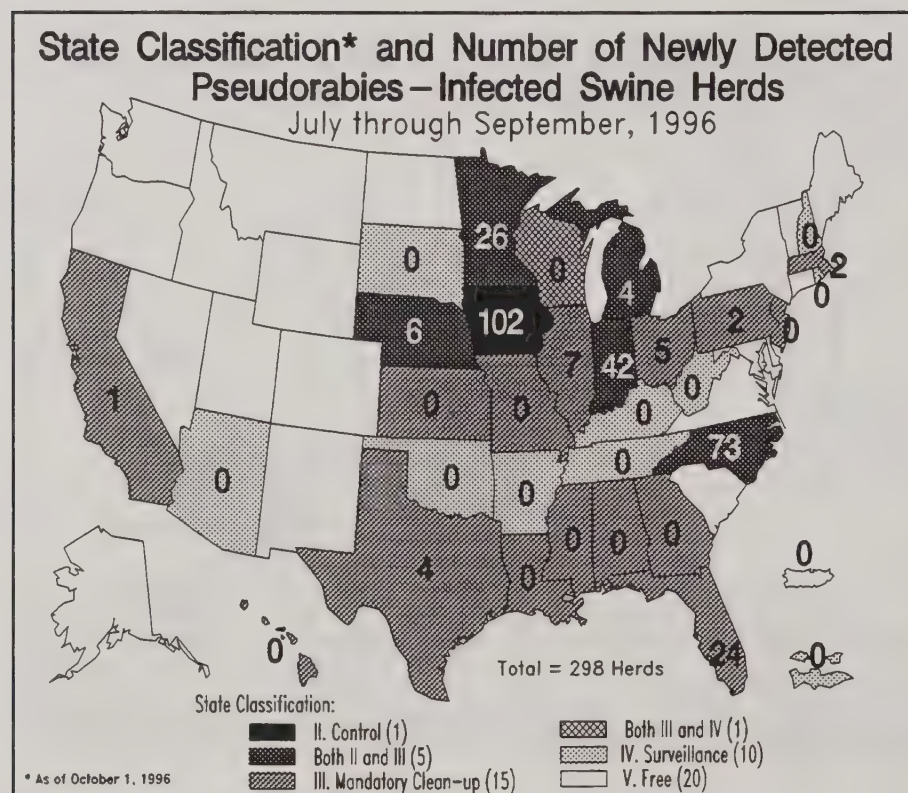 State Classification* and Number of Newly Detected
Pseudorabies–Infected Swine Herds
July through September, 1996
26
0
0
0
2
0
4
6
102
2
0
7
42
5
0
1
0
0
0
73
0
0
0
0
0
0
0
0
4
0
0
24
0
0
0
Total = 298 Herds
State Classification:
II. Control (1)
Both II and III (5)
III. Mandatory Clean-up (15)
Both III and IV (1)
IV. Surveillance (10)
V. Free (20)
* As of October 1, 1996